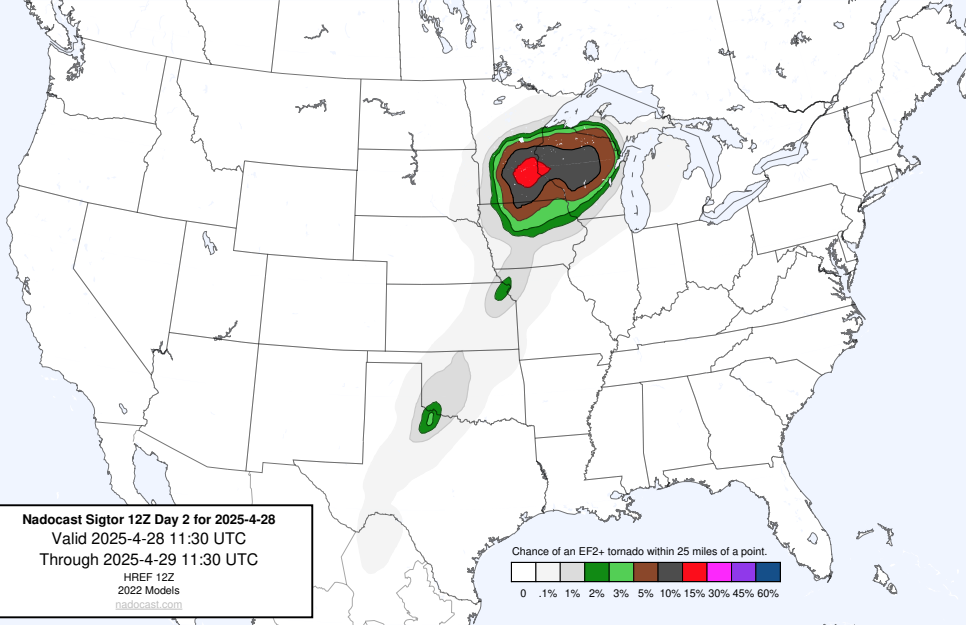 Nadocast Sigtor 12Z Day 2 for 2025-4-28
Valid 2025-4-28 11:30 UTC
Through 2025-4-29 11:30 UTC
HREF 12Z
2022 Models
nadocast.com
Chance of an EF2+ tornado within 25 miles of a point.
0 .1% 1% 2% 3% 5% 10% 15% 30% 45% 60%